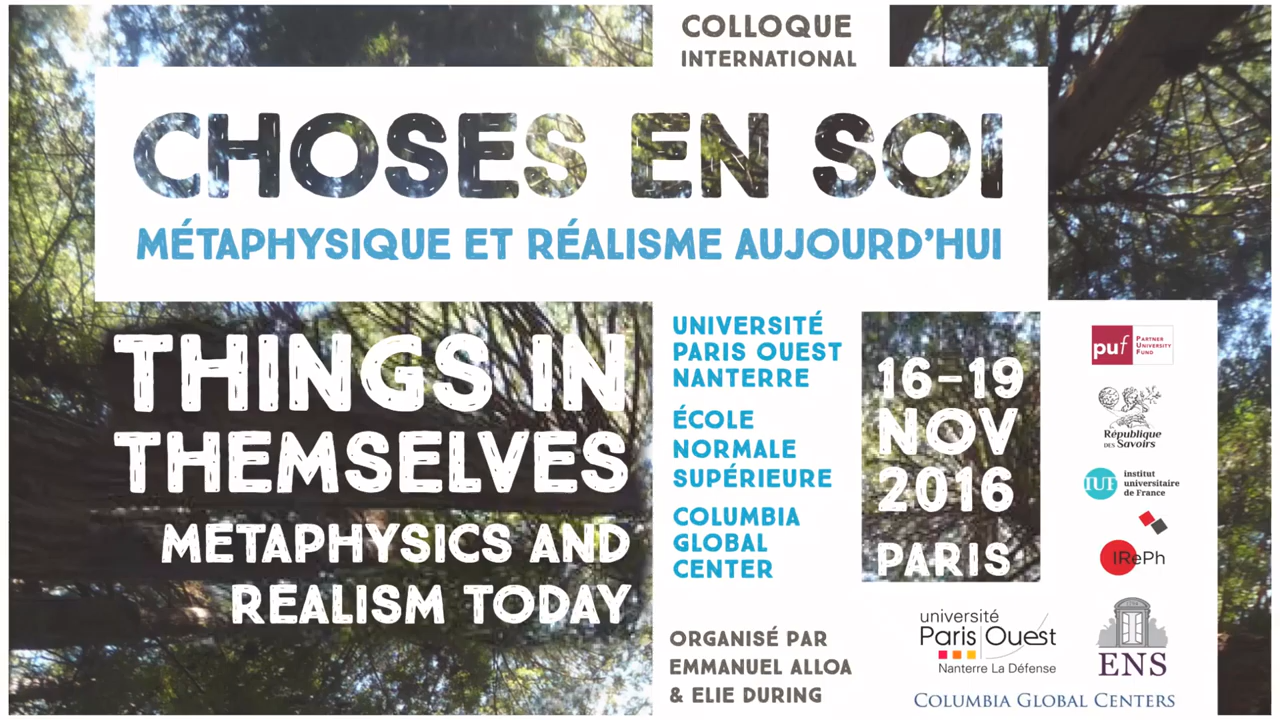 COLLOQUE
INTERNATIONAL
CHOSES EN SOI
MÉTAPHYSIQUE ET RÉALISME AUJOURD'HUI
THINGS IN
THEMSELVES
METAPHYSICS AND
REALISM TODAY
UNIVERSITÉ
PARIS OUEST
NANTERRE
ÉCOLE
NORMALE
SUPÉRIEURE
COLUMBIA
GLOBAL
CENTER
ORGANISÉ PAR
EMMANUEL ALLOA
& ELIE DURING
16-19
NOV
2016
PARIS
puf
PARTNER
UNIVERSITY
FUND
République
DES Savoirs
IUF
institut
universitaire
de France
IRePh
université
Paris Ouest
Nanterre La Défense
ENS
COLUMBIA GLOBAL CENTERS